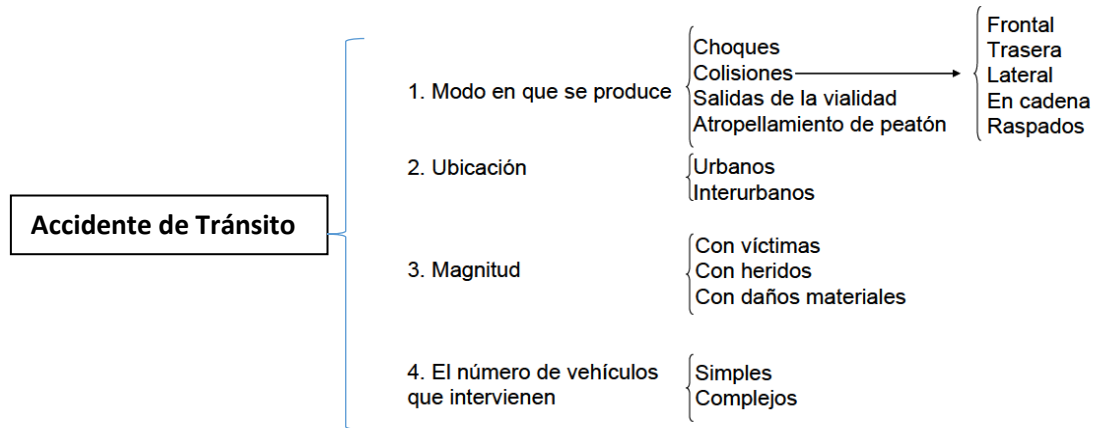 Accidente de Tránsito
1. Modo en que se produce
Choques
Colisiones
Salidas de la vialidad
Atropellamiento de peatón
Frontal
Trasera
Lateral
En cadena
Raspados
2. Ubicación
Urbanos
Interurbanos
3. Magnitud
Con víctimas
Con heridos
Con daños materiales
4. El número de vehículos
que intervienen
Simples
Complejos